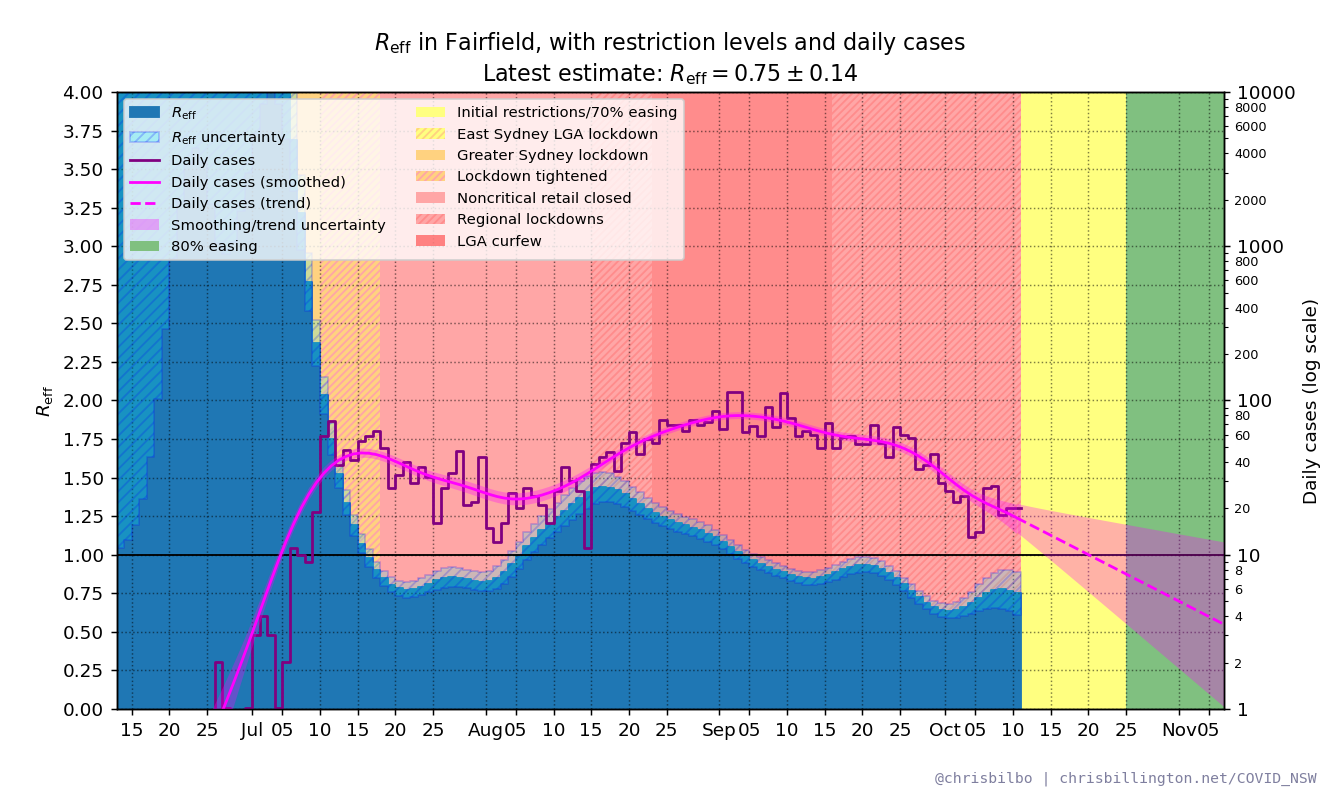 Reff in Fairfield, with restriction levels and daily cases
Latest estimate: Reff = 0.75 ± 0.14
Reff
Reff uncertainty
Daily cases
Daily cases (smoothed)
Daily cases (trend)
Smoothing/trend uncertainty
80% easing
Initial restrictions/70% easing
East Sydney LGA lockdown
Greater Sydney lockdown
Lockdown tightened
Noncritical retail closed
Regional lockdowns
LGA curfew
Reff
4.00
3.75
3.50
3.25
3.00
2.75
2.50
2.25
2.00
1.75
1.50
1.25
1.00
0.75
0.50
0.25
0.00
10000
8000
6000
4000
2000
1000
800
600
400
200
100
80
60
40
20
10
8
6
4
2
1
Daily cases (log scale)
15 20 25 Jul 05 10 15 20 25 Aug 05 10 15 20 25 Sep 05 10 15 20 25 Oct 05 10 15 20 25 Nov 05
@chrisbilbo | chrisbillington.net/COVID_NSW